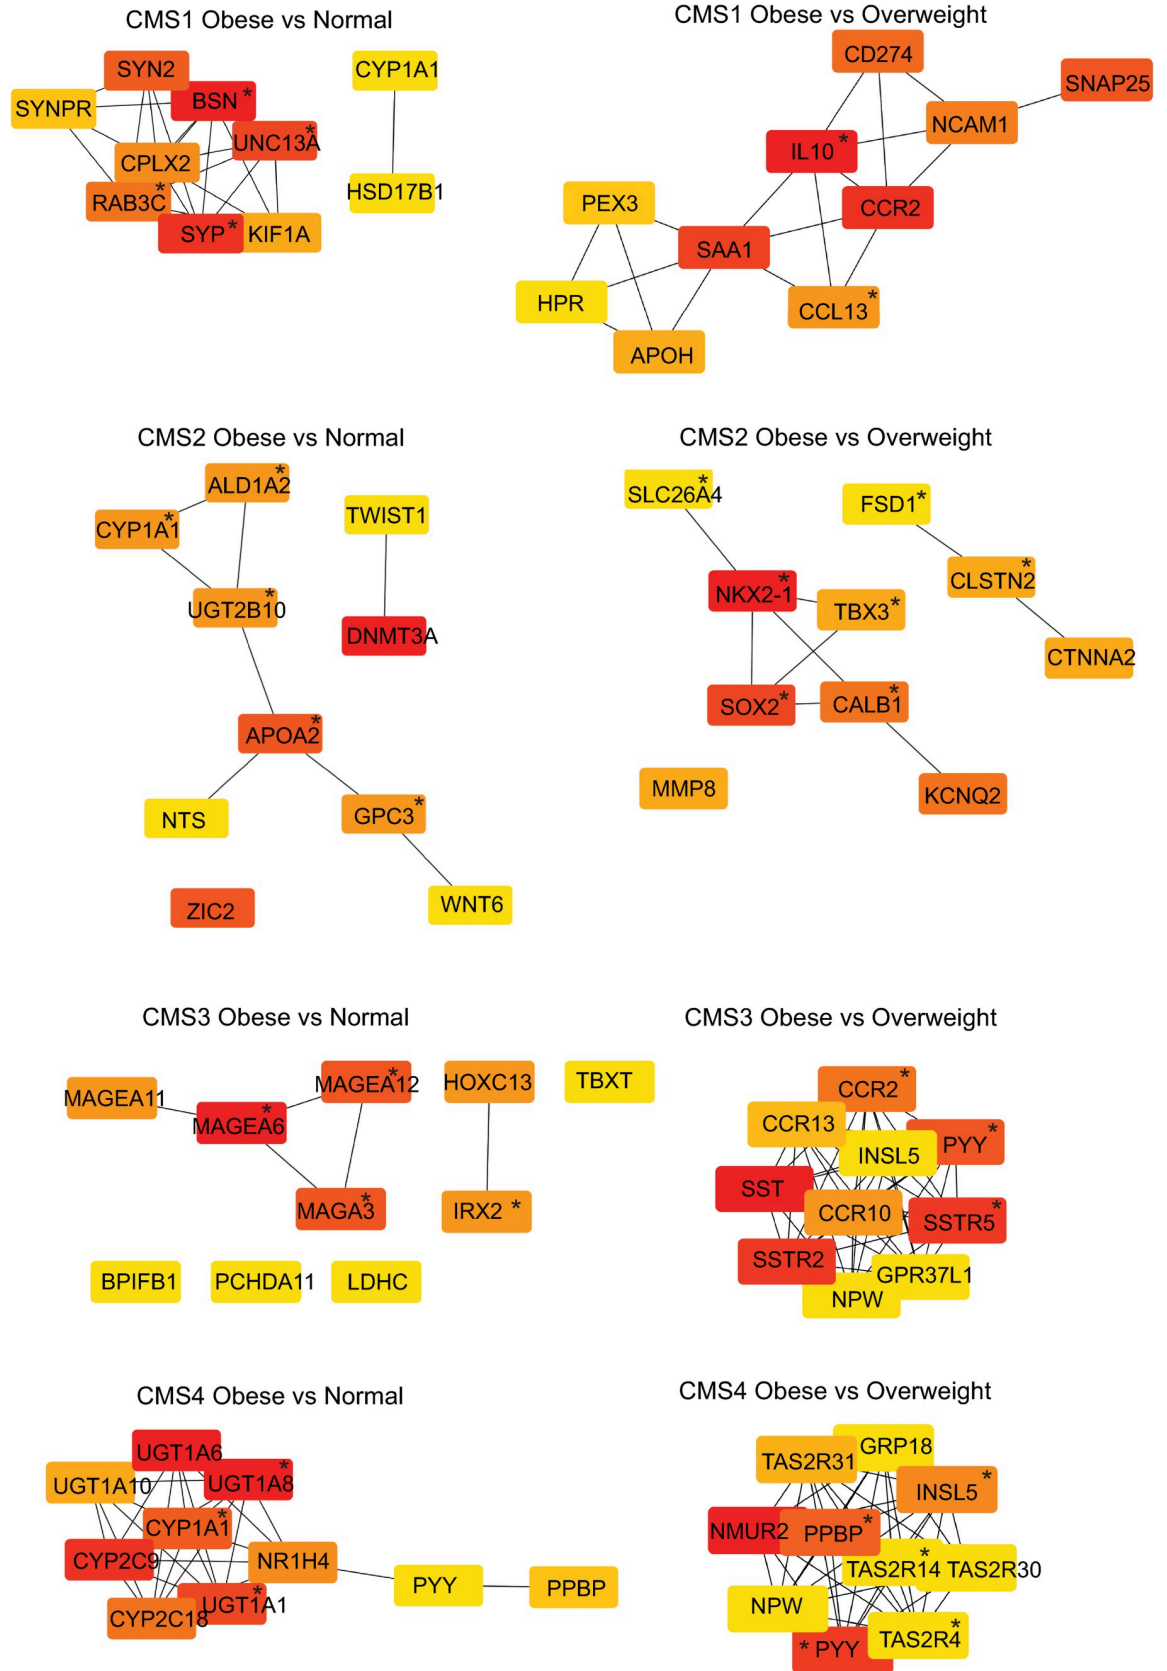 CMS1 Obese vs Normal
SYN2
BSN *
SYNPR
UNC13A *
CPLX2
RAB3C *
SYP *
KIF1A
CYP1A1
HSD17B1
CMS1 Obese vs Overweight
CD274
SNAP25
NCAM1
IL10 *
PEX3
CCR2
SAA1
HPR
CCL13 *
APOH
CMS2 Obese vs Normal
ALD1A2 *
CYP1A1 *
TWIST1
UGT2B10 *
DNMT3A
APOA2 *
NTS
GPC3 *
ZIC2
WNT6
CMS2 Obese vs Overweight
SLC26A4 *
FSD1 *
NKX2-1 *
CLSTN2 *
TBX3 *
CTNNA2
SOX2 *
CALB1 *
MMP8
KCNQ2
CMS3 Obese vs Normal
MAGEA11
MAGEA12 *
HOXC13
TBXT
MAGEA6 *
MAGA3 *
IRX2 *
BPIFB1
PCHDA11
LDHC
CMS3 Obese vs Overweight
CCR2 *
CCR13
PYY *
INSL5
SST
CCR10
SSTR5 *
SSTR2
GPR37L1
NPW
CMS4 Obese vs Normal
UGT1A6
UGT1A10
UGT1A8 *
CYP1A1 *
CYP2C9
NR1H4
UGT1A1 *
CYP2C18
PYY
PPBP
CMS4 Obese vs Overweight
GRP18
TAS2R31
INSL5 *
NMUR2
PPBP *
TAS2R14 *
TAS2R30
NPW
TAS2R4 *
* PYY